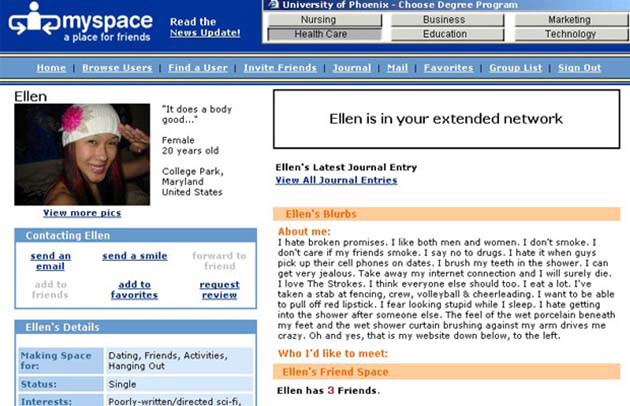 myspace
a place for friends
Read the
News Update!
University of Phoenix - Choose Degree Program
Nursing
Business
Marketing
Health Care
Education
Technology
Home | Browse Users | Find a User | Invite Friends | Journal | Mail | Favorites | Group List | Sign Out
Ellen
"It does a body
good..."
Female
20 years old
College Park,
Maryland
United States
View more pics
Contacting Ellen
send an
email
send a smile
forward to
friend
add to
friends
add to
favorites
request
review
Ellen's Details
Making Space
for:
Dating, Friends, Activities,
Hanging Out
Status:
Single
Interests:
Poorly-written/directed sci-fi,
Ellen is in your extended network
Ellen's Latest Journal Entry
View All Journal Entries
Ellen's Blurbs
About me:
I hate broken promises. I like both men and women. I don't smoke. I
don't care if my friends smoke. I say no to drugs. I hate it when guys
pick up their cell phones on dates. I brush my teeth in the shower. I can
get very jealous. Take away my internet connection and I will surely die.
I love The Strokes. I think everyone else should too. I eat a lot. I've
taken a stab at fencing, crew, volleyball & cheerleading. I want to be able
to pull off red lipstick. I fear looking stupid while I sleep. I hate getting
into the shower after someone else. The feel of the wet porcelain beneath
my feet and the wet shower curtain brushing against my arm drives me
crazy. Oh and yes, that is my website down below, to the left.
Who I'd like to meet:
Ellen's Friend Space
Ellen has 3 Friends.